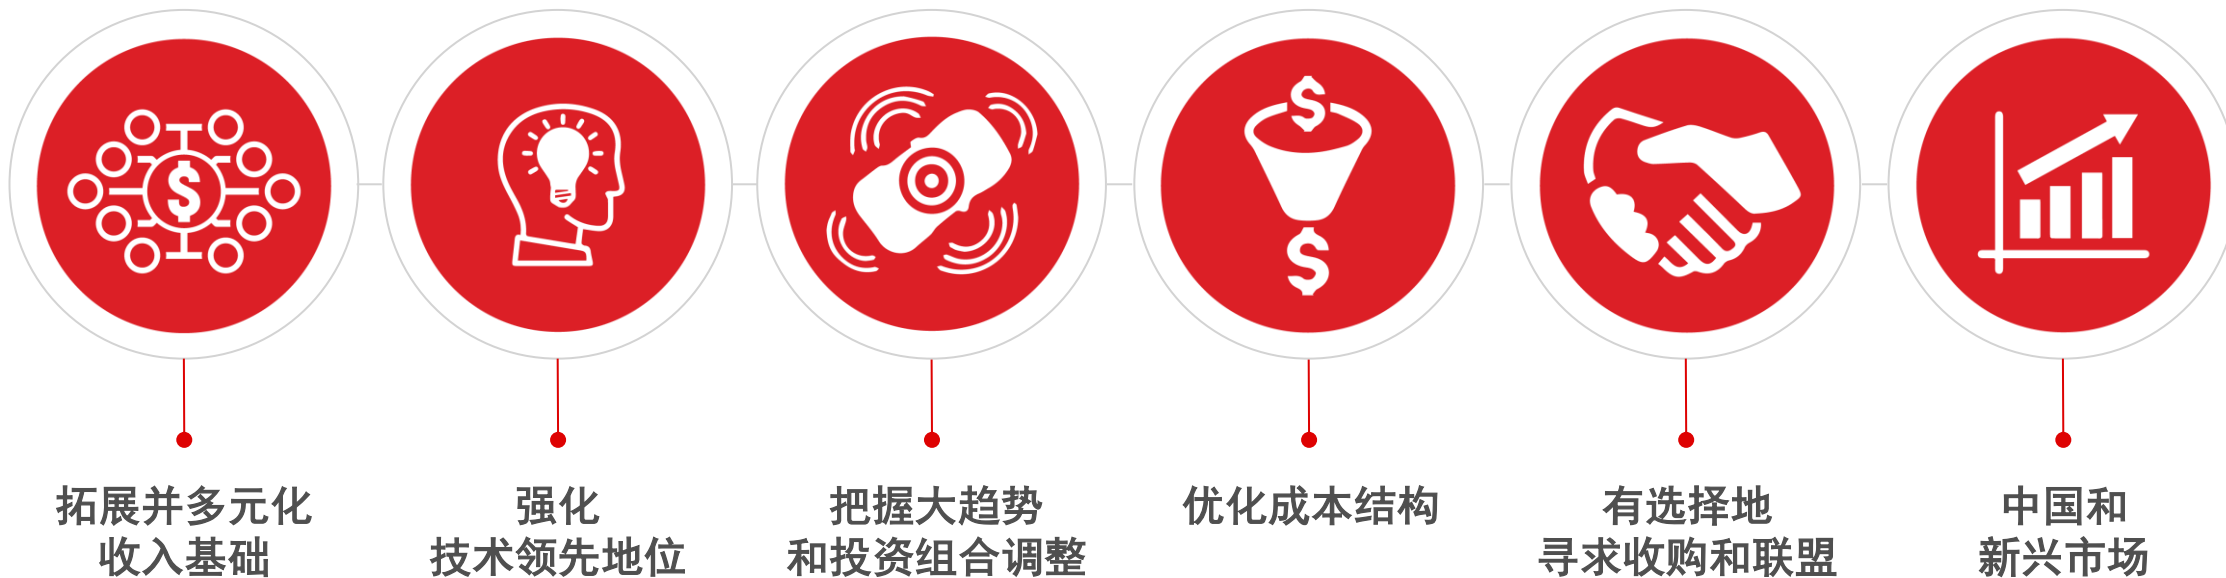 拓展并多元化
收入基础
强化
技术领先地位
把握大趋势
和投资组合调整
优化成本结构
有选择地
寻求收购和联盟
中国和
新兴市场